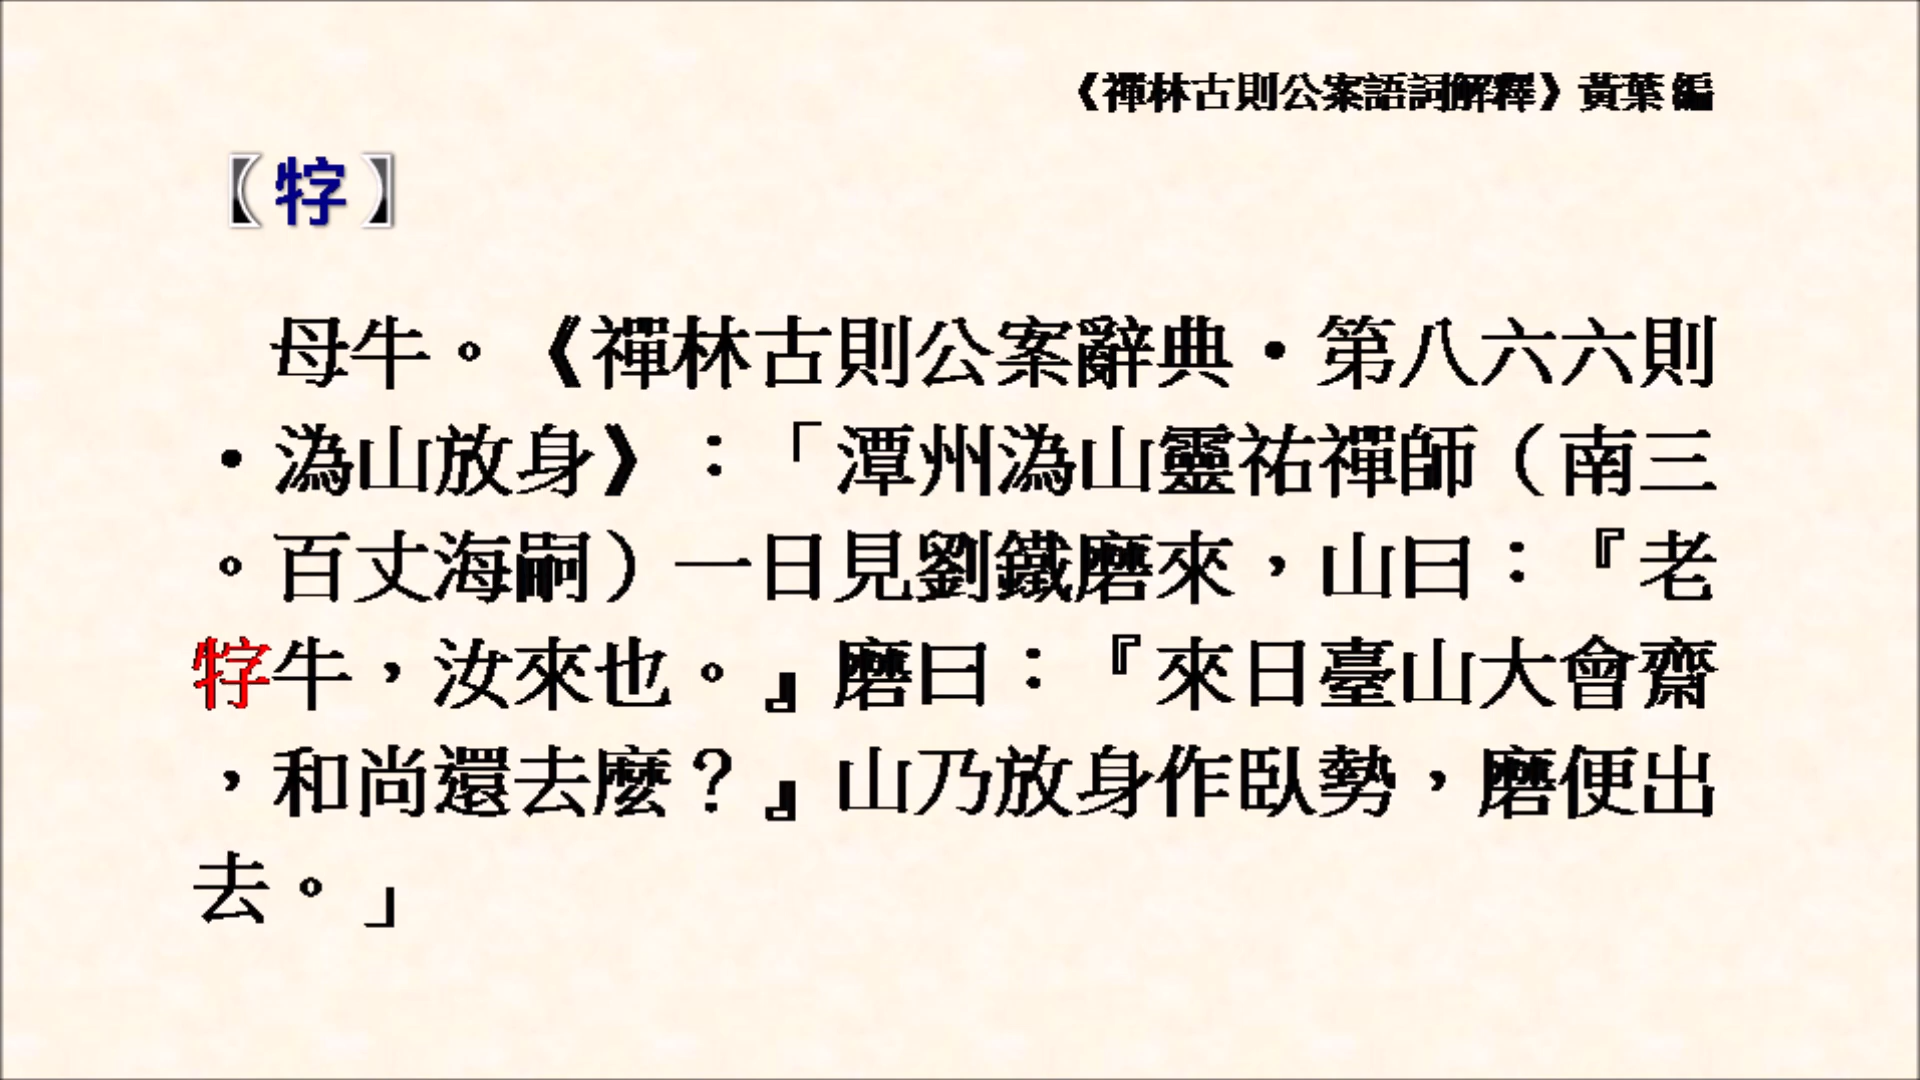 《禪林古則公案語詞解釋》黃葉 編
【牸】
母牛。《禪林古則公案辭典・第八六六則
・溈山放身》：「潭州溈山靈祐禪師（南三
。百丈海嗣）一日見劉鐵磨來，山曰：『老
牸牛，汝來也。』磨曰：『來日臺山大會齋
，和尚還去麼？』山乃放身作臥勢，磨便出
去。」